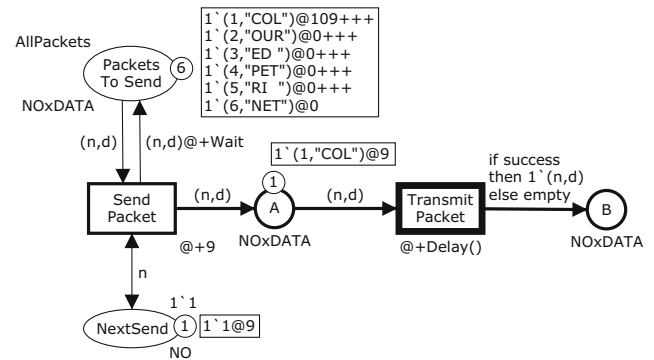 AllPackets
Packets
To Send
6
1`(1,"COL")@109+++
1`(2,"OUR")@0+++
1`(3,"ED ")@0+++
1`(4,"PET")@0+++
1`(5,"RI  ")@0+++
1`(6,"NET")@0
NOxDATA
(n,d)
(n,d)@+Wait
1`(1,"COL")@9
1
if success
then 1`(n,d)
else empty
Send
Packet
(n,d)
A
(n,d)
Transmit
Packet
B
@+9
NOxDATA
@+Delay()
NOxDATA
n
1`1
NextSend
1
1`1@9
NO